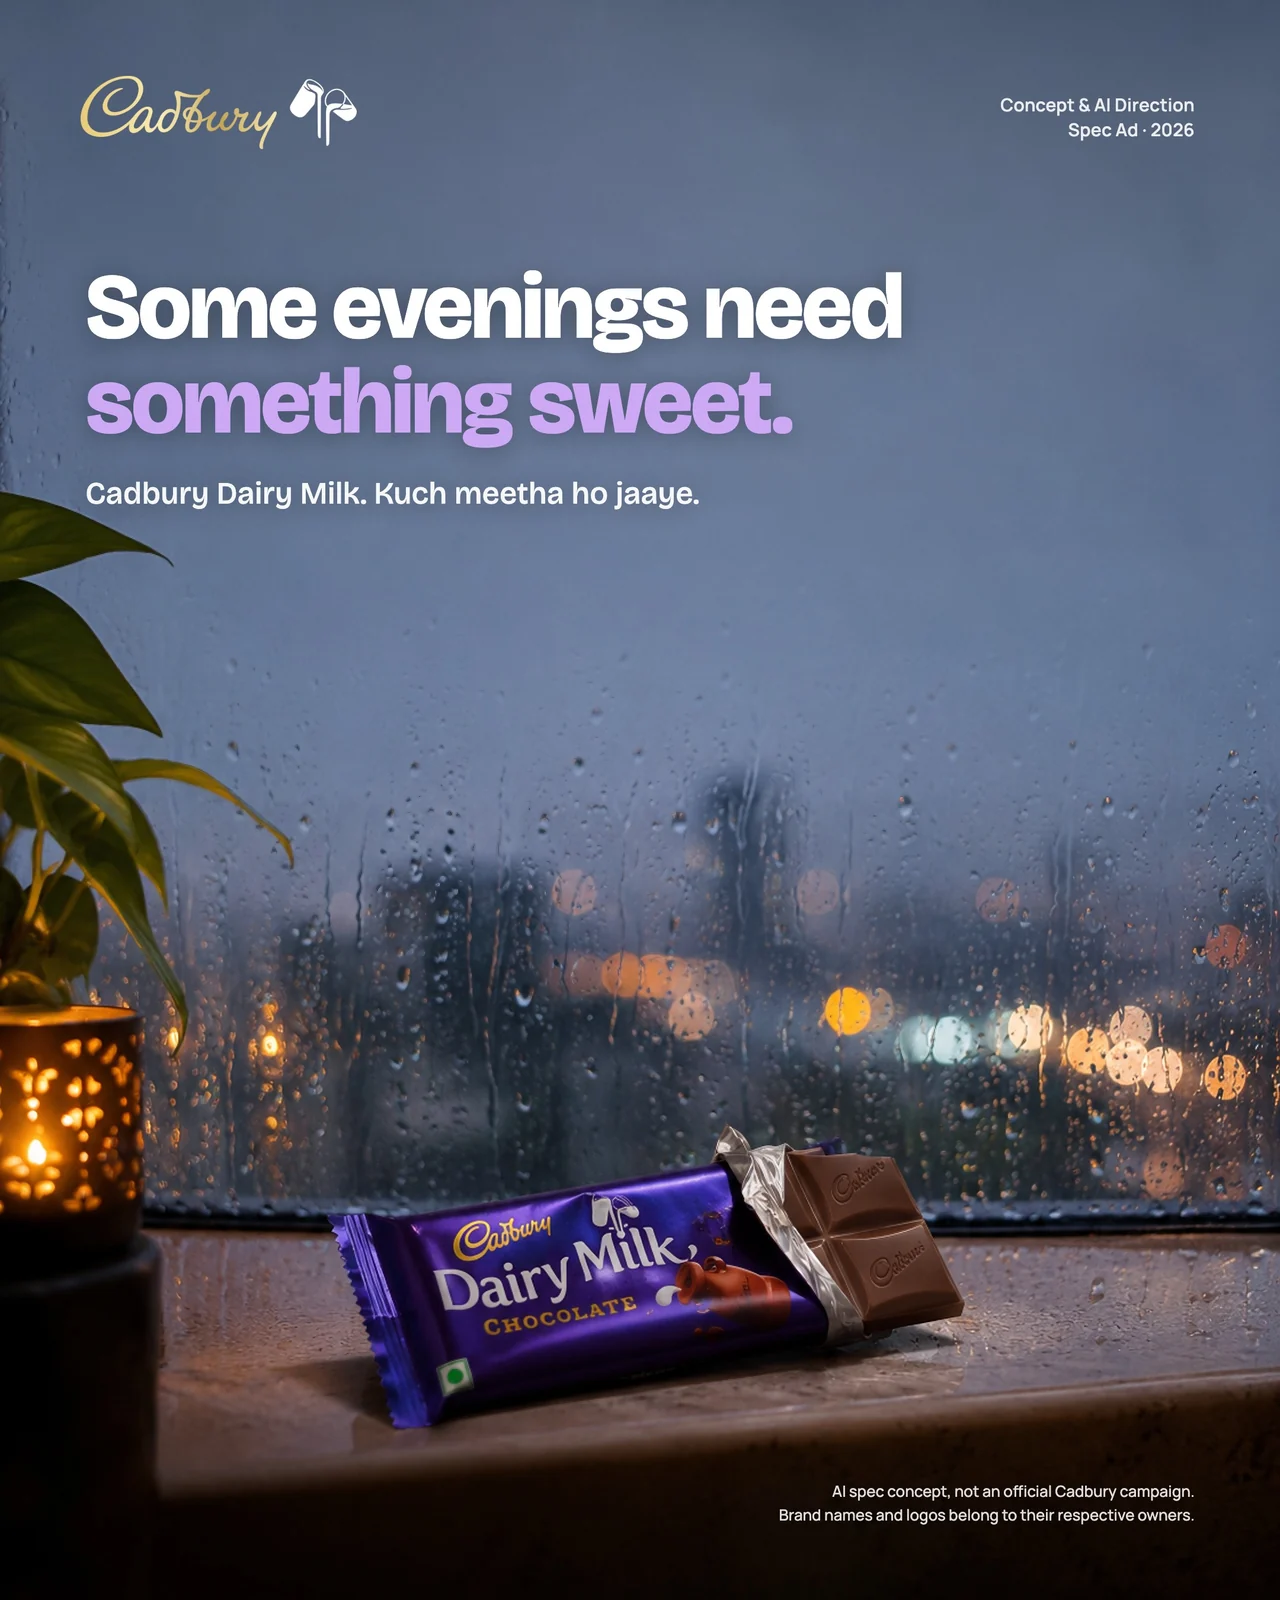 Cadbury
Concept & AI Direction
Spec Ad · 2026
Some evenings need
something sweet.
Cadbury Dairy Milk. Kuch meetha ho jaaye.
Cadbury
Dairy Milk
CHOCOLATE
Cadbury
Cadbury
AI spec concept, not an official Cadbury campaign.
Brand names and logos belong to their respective owners.